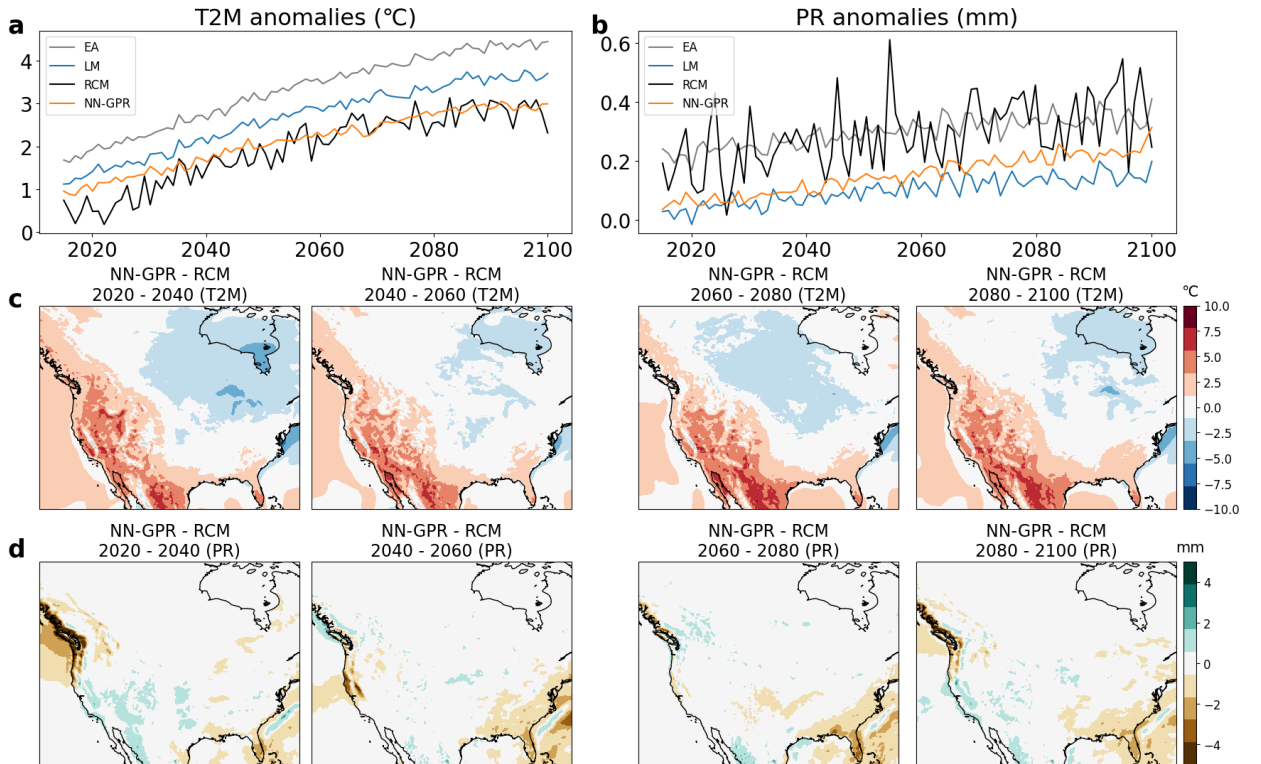 a
T2M anomalies (℃)
EA
LM
RCM
NN-GPR
4
3
2
1
0
2020 2040 2060 2080 2100
b
PR anomalies (mm)
EA
LM
RCM
NN-GPR
0.6
0.4
0.2
0.0
2020 2040 2060 2080 2100
c
NN-GPR - RCM
2020 - 2040 (T2M)
NN-GPR - RCM
2040 - 2060 (T2M)
NN-GPR - RCM
2060 - 2080 (T2M)
NN-GPR - RCM
2080 - 2100 (T2M)
℃
10.0
7.5
5.0
2.5
0.0
−2.5
−5.0
−7.5
−10.0
d
NN-GPR - RCM
2020 - 2040 (PR)
NN-GPR - RCM
2040 - 2060 (PR)
NN-GPR - RCM
2060 - 2080 (PR)
NN-GPR - RCM
2080 - 2100 (PR)
mm
4
2
0
−2
−4